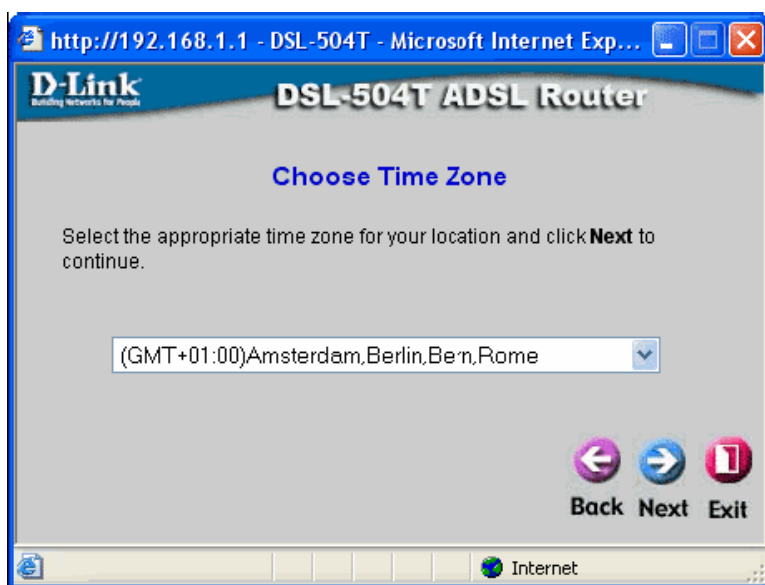 http://192.168.1.1 - DSL-504T - Microsoft Internet Exp...
D-Link
Building Networks for People
DSL-504T ADSL Router
Choose Time Zone
Select the appropriate time zone for your location and click Next to
continue.
(GMT+01:00)Amsterdam,Berlin,Bern,Rome
Back Next Exit
Internet